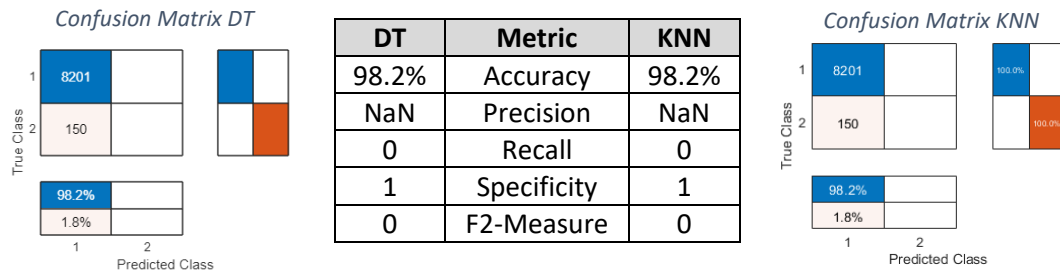 Confusion Matrix DT
1 8201
2 150
True Class
98.2%
1.8%
1 2
Predicted Class
DT Metric KNN
98.2% Accuracy 98.2%
NaN Precision NaN
0 Recall 0
1 Specificity 1
0 F2-Measure 0
Confusion Matrix KNN
1 8201 100.0%
2 150 100.0%
True Class
98.2%
1.8%
1 2
Predicted Class